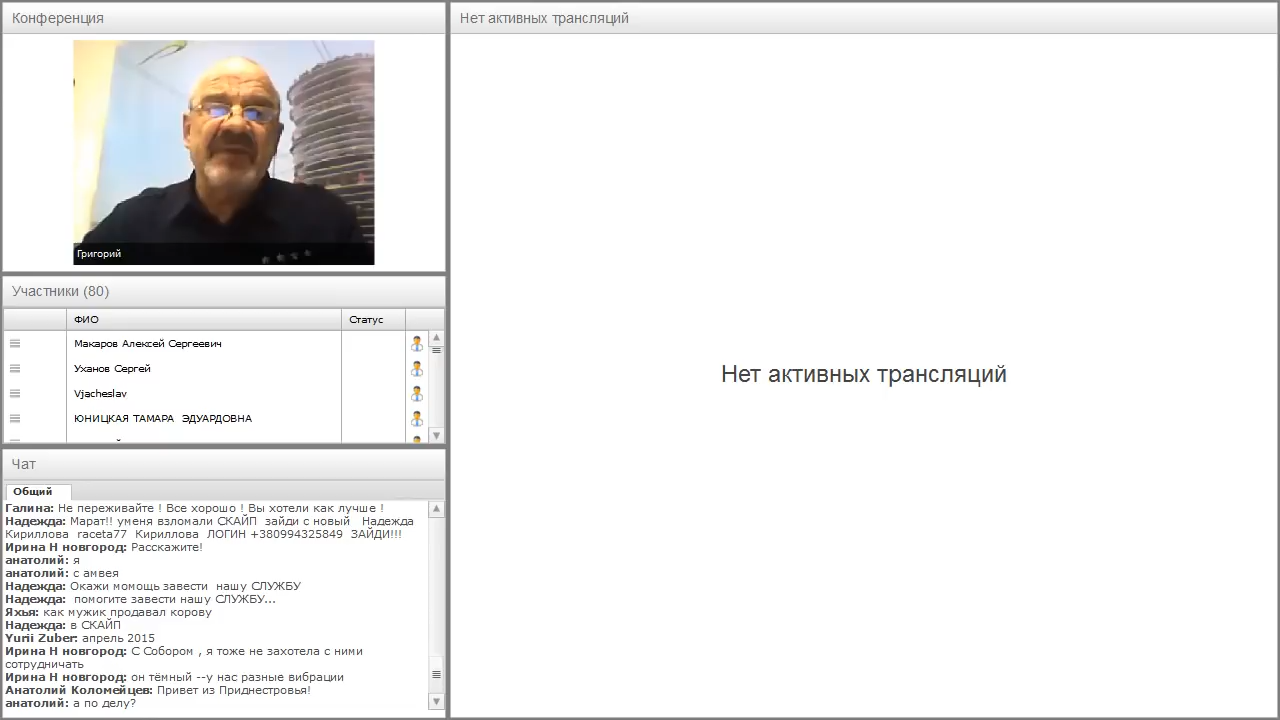 Конференция
Нет активных трансляций
Григорий
Участники (80)
ФИО
Статус
Макаров Алексей Сергеевич
Уханов Сергей
Vjacheslav
ЮНИЦКАЯ ТАМАРА ЭДУАРДОВНА
Чат
Общий
Галина: Не переживайте ! Все хорошо ! Вы хотели как лучше !
Надежда: Марат!! уменя взломали СКАЙП зайди с новый Надежда
Кириллова raceta77 Кириллова ЛОГИН +380994325849 ЗАЙДИ!!!
Ирина Н новгород: Расскажите!
анатолий: я
анатолий: с амвея
Надежда: Окажи момощь завести нашу СЛУЖБУ
Надежда: помогите завести нашу СЛУЖБУ...
Яхья: как мужик продавал корову
Надежда: в СКАЙП
Yurii Zuber: апрель 2015
Ирина Н новгород: С Собором , я тоже не захотела с ними
сотрудничать
Ирина Н новгород: он тёмный --у нас разные вибрации
Анатолий Коломейцев: Привет из Приднестровья!
анатолий: а по делу?
Нет активных трансляций